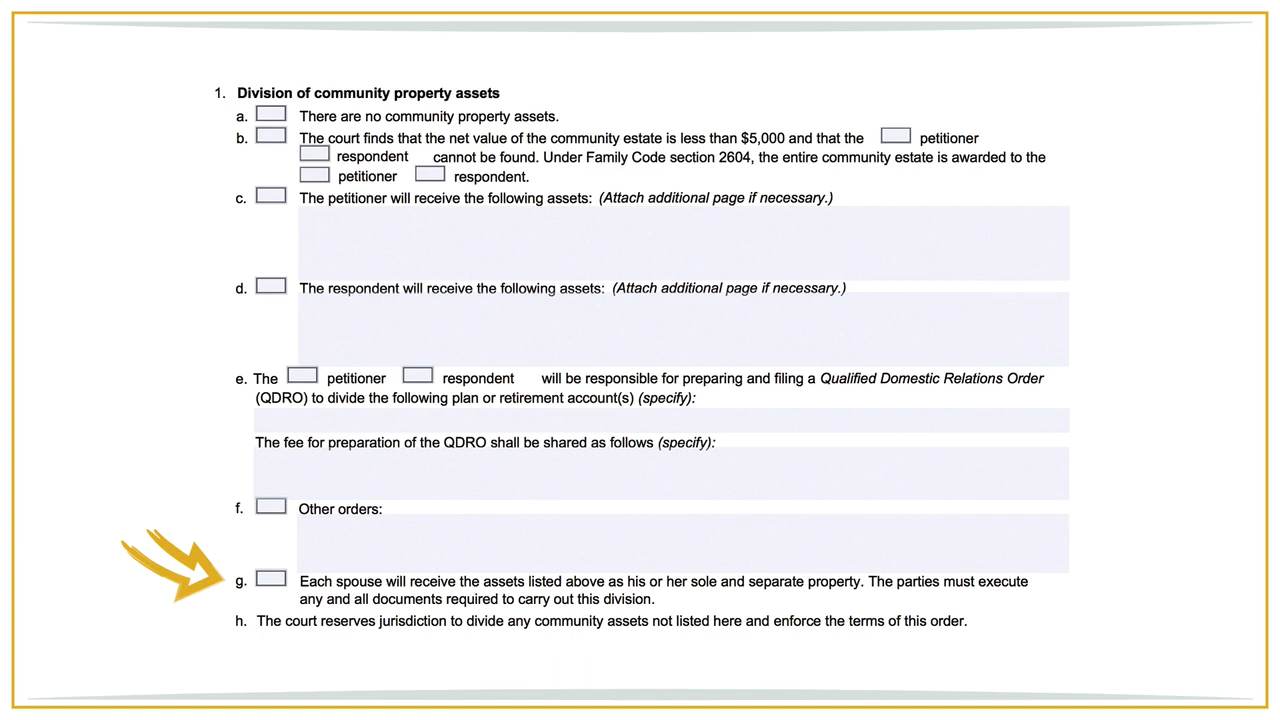 1. Division of community property assets
a. There are no community property assets.
b. The court finds that the net value of the community estate is less than $5,000 and that the petitioner
respondent cannot be found. Under Family Code section 2604, the entire community estate is awarded to the
petitioner respondent.
c. The petitioner will receive the following assets: (Attach additional page if necessary.)
d. The respondent will receive the following assets: (Attach additional page if necessary.)
e. The petitioner respondent will be responsible for preparing and filing a Qualified Domestic Relations Order
(QDRO) to divide the following plan or retirement account(s) (specify):
The fee for preparation of the QDRO shall be shared as follows (specify):
f. Other orders:
g. Each spouse will receive the assets listed above as his or her sole and separate property. The parties must execute
any and all documents required to carry out this division.
h. The court reserves jurisdiction to divide any community assets not listed here and enforce the terms of this order.